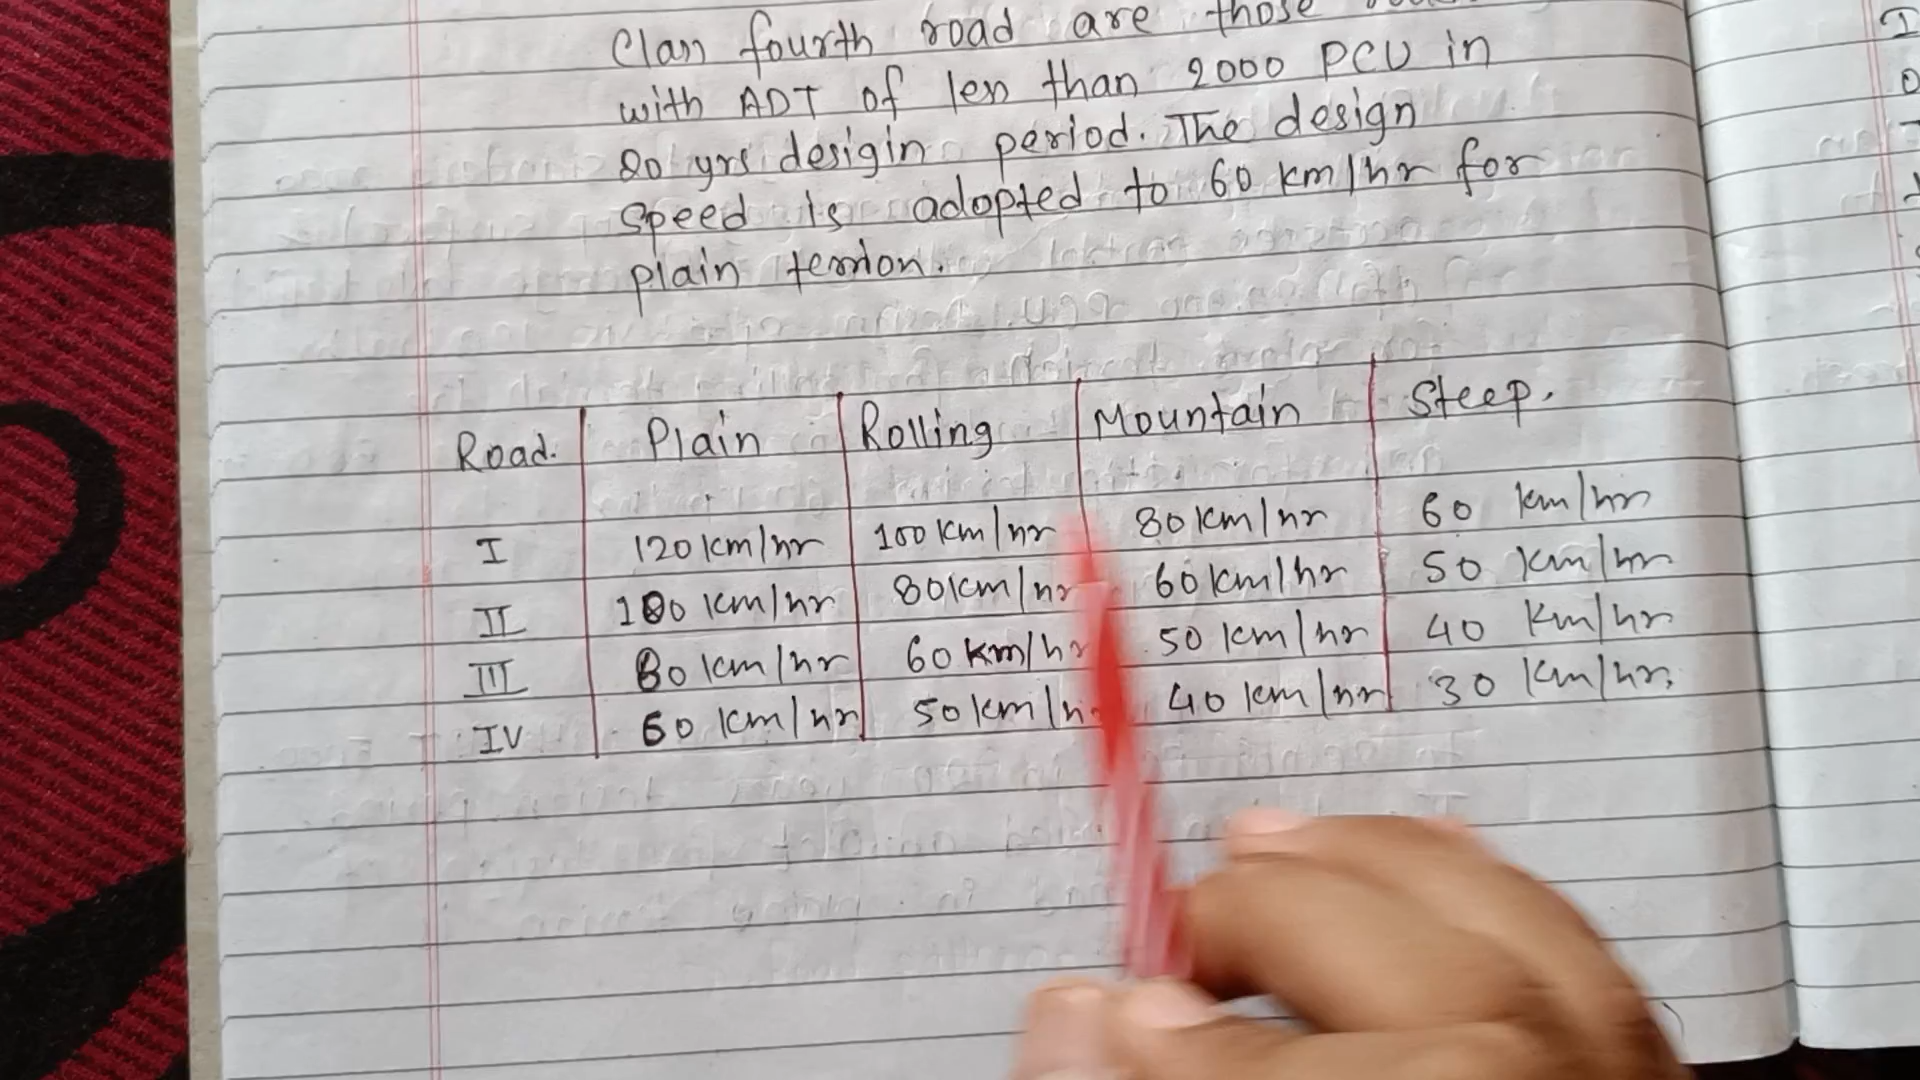 Class fourth road are those
with ADT of less than 2000 PCU in
20 yrs desigin period. The design
speed is adopted to 60 km/hr for
plain terrion.
Road. Plain Rolling Mountain Steep.
I 120 km/hr 100 km/hr 80 km/hr 60 km/hr
II 100 km/hr 80 km/hr 60 km/hr 50 km/hr
III 80 km/hr 60 km/hr 50 km/hr 40 km/hr
IV 60 km/hr 50 km/h 40 km/hr 30 km/hr.